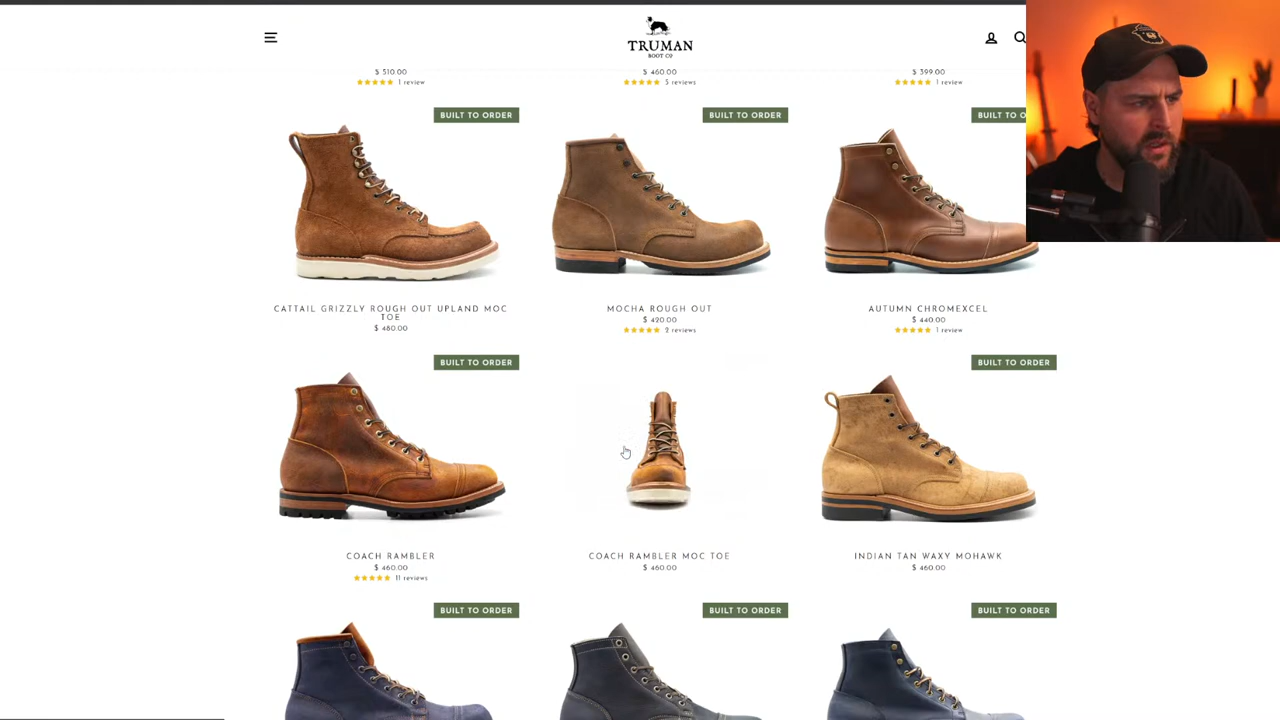 TRUMAN
BOOT CO
$ 510.00
1 review
$ 460.00
5 reviews
$ 399.00
1 review
BUILT TO ORDER
BUILT TO ORDER
BUILT TO O
CATTAIL GRIZZLY ROUGH OUT UPLAND MOC
TOE
$ 480.00
MOCHA ROUGH OUT
$ 420.00
2 reviews
AUTUMN CHROMEXCEL
$ 440.00
1 review
BUILT TO ORDER
BUILT TO ORDER
COACH RAMBLER
$ 460.00
11 reviews
COACH RAMBLER MOC TOE
$ 460.00
INDIAN TAN WAXY MOHAWK
$ 460.00
BUILT TO ORDER
BUILT TO ORDER
BUILT TO ORDER